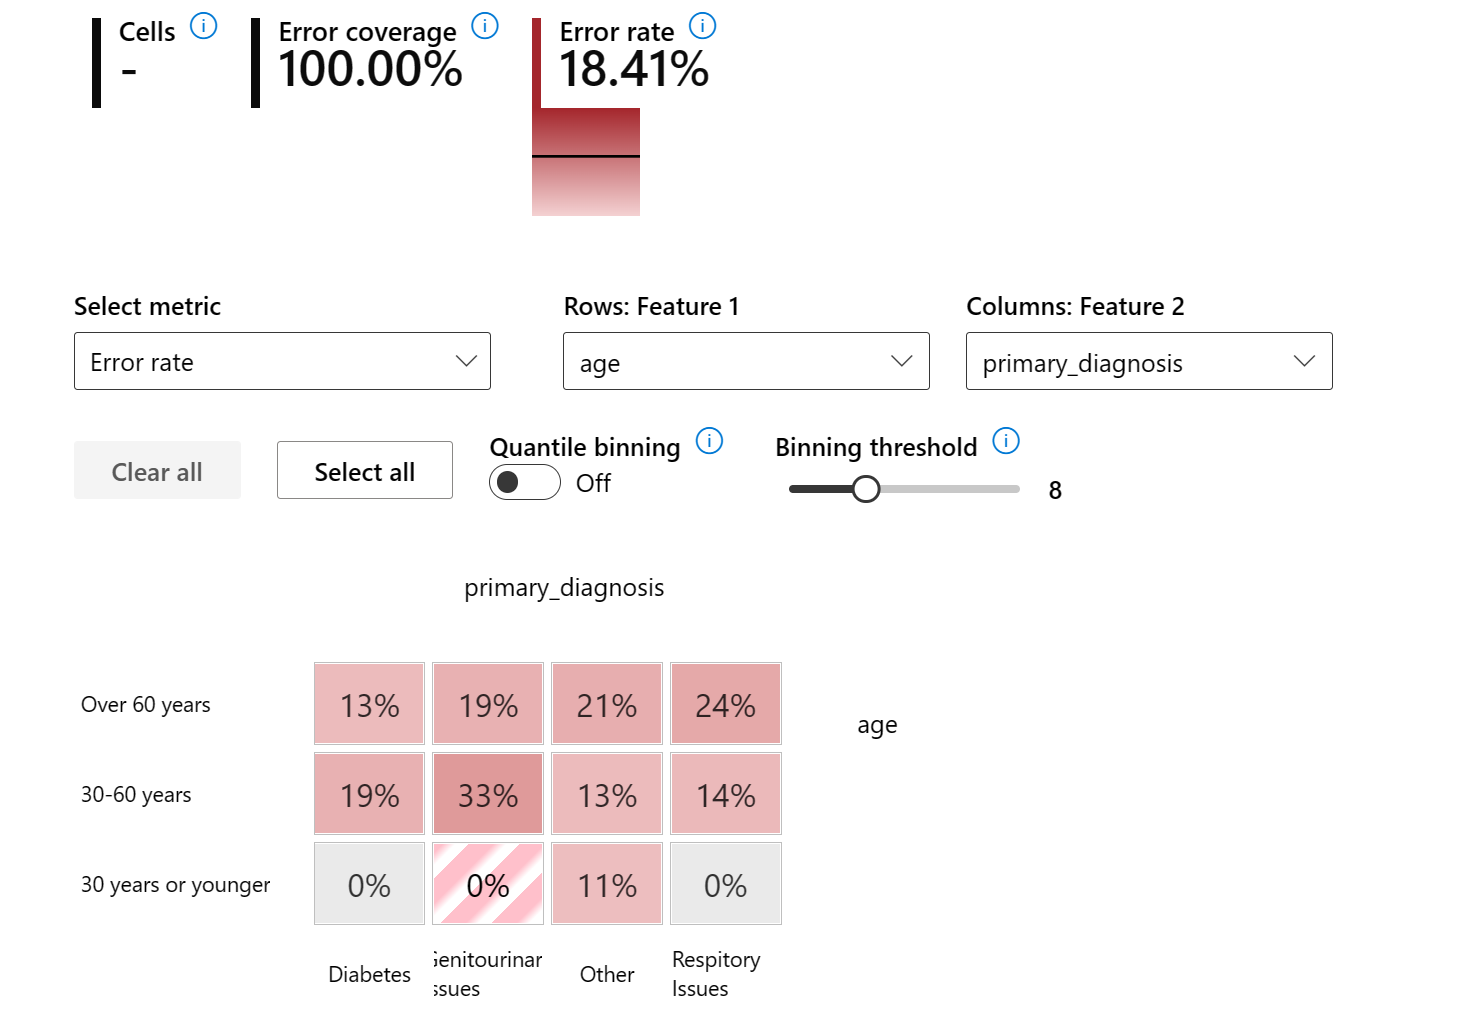 Cells
Error coverage
Error rate
-
100.00%
18.41%
Select metric
Rows: Feature 1
Columns: Feature 2
Error rate
age
primary_diagnosis
Clear all
Select all
Quantile binning
Off
Binning threshold
8
primary_diagnosis
Over 60 years
13%
19%
21%
24%
age
30-60 years
19%
33%
13%
14%
30 years or younger
0%
0%
11%
0%
Diabetes
enitourinar
ssues
Other
Respitory
Issues